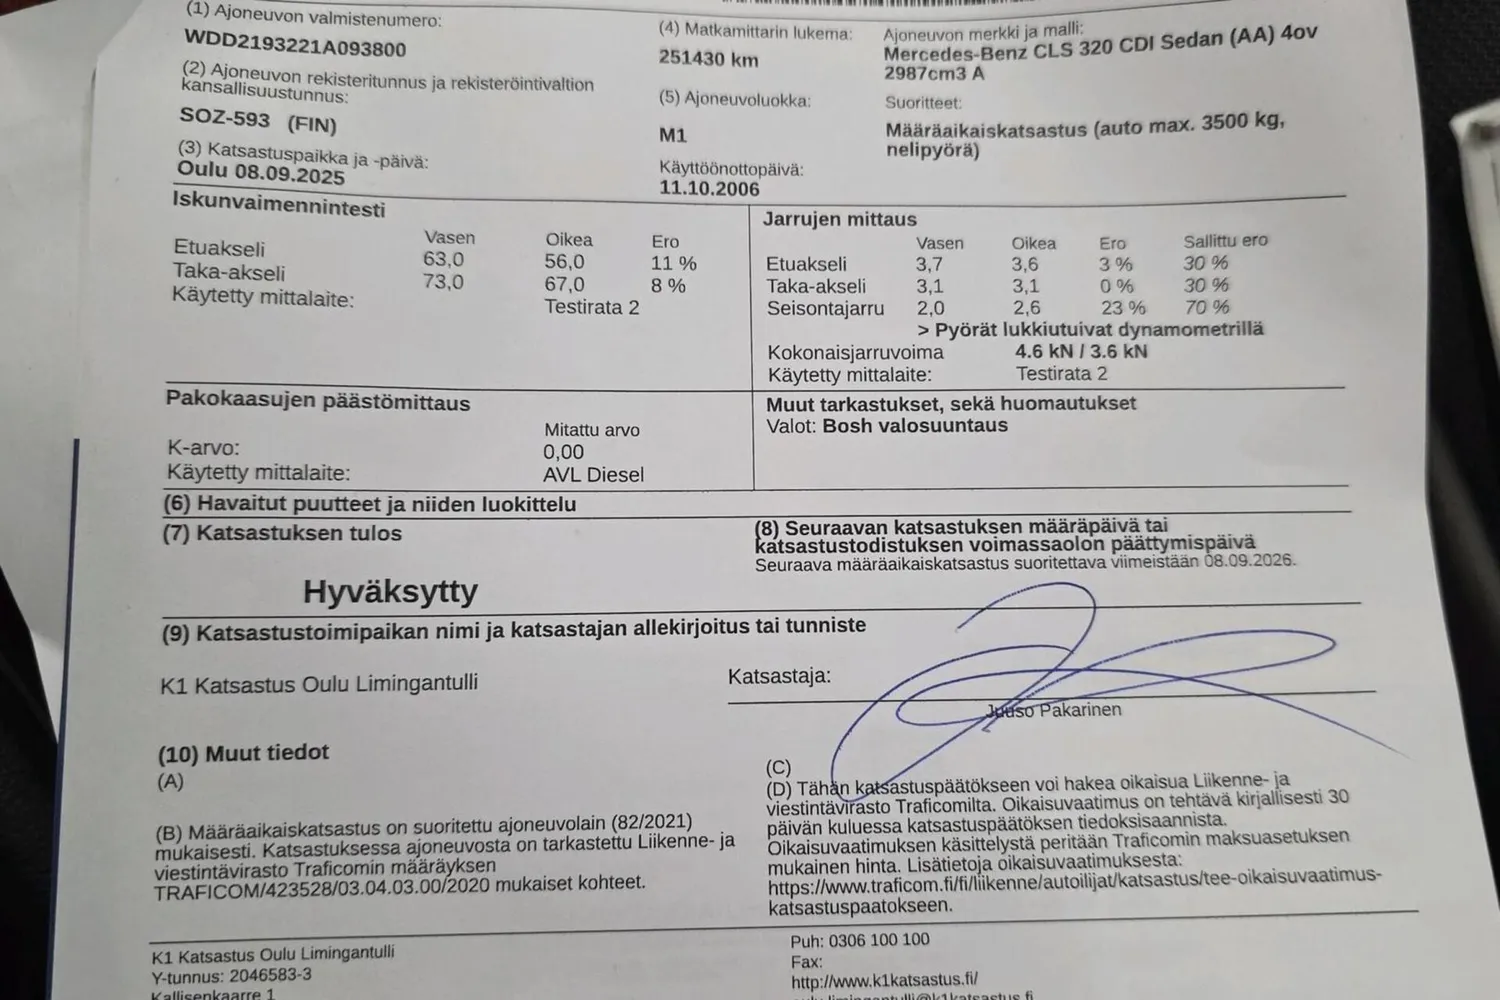 (1) Ajoneuvon valmistenumero:
WDD2193221A093800
(2) Ajoneuvon rekisteritunnus ja rekisteröintivaltion
kansallisuustunnus:
SOZ-593 (FIN)
(3) Katsastuspaikka ja -päivä:
Oulu 08.09.2025
(4) Matkamittarin lukema:
251430 km
(5) Ajoneuvoluokka:
M1
Käyttöönottopäivä:
11.10.2006
Ajoneuvon merkki ja malli:
Mercedes-Benz CLS 320 CDI Sedan (AA) 4ov
2987cm3 A
Suoritteet:
Määräaikaiskatsastus (auto max. 3500 kg,
nelipyörä)
Iskunvaimennintesti
Vasen Oikea Ero
Etuakseli 63,0 56,0 11 %
Taka-akseli 73,0 67,0 8 %
Käytetty mittalaite: Testirata 2
Jarrujen mittaus
Vasen Oikea Ero Sallittu ero
Etuakseli 3,7 3,6 3 % 30 %
Taka-akseli 3,1 3,1 0 % 30 %
Seisontajarru 2,0 2,6 23 % 70 %
> Pyörät lukkiutuivat dynamometrillä
Kokonaisjarruvoima 4.6 kN / 3.6 kN
Käytetty mittalaite: Testirata 2
Pakokaasujen päästömittaus
Mitattu arvo
K-arvo: 0,00
Käytetty mittalaite: AVL Diesel
Muut tarkastukset, sekä huomautukset
Valot: Bosh valosuuntaus
(6) Havaitut puutteet ja niiden luokittelu
(7) Katsastuksen tulos
Hyväksytty
(8) Seuraavan katsastuksen määräpäivä tai
katsastustodistuksen voimassaolon päättymispäivä
Seuraava määräaikaiskatsastus suoritettava viimeistään 08.09.2026.
(9) Katsastustoimipaikan nimi ja katsastajan allekirjoitus tai tunniste
K1 Katsastus Oulu Limingantulli
Katsastaja:
Juuso Pakarinen
(10) Muut tiedot
(A)
(B) Määräaikaiskatsastus on suoritettu ajoneuvolain (82/2021)
mukaisesti. Katsastuksessa ajoneuvosta on tarkastettu Liikenne- ja
viestintävirasto Traficomin määräyksen
TRAFICOM/423528/03.04.03.00/2020 mukaiset kohteet.
(C)
(D) Tähän katsastuspäätökseen voi hakea oikaisua Liikenne- ja
viestintävirasto Traficomilta. Oikaisuvaatimus on tehtävä kirjallisesti 30
päivän kuluessa katsastuspäätöksen tiedoksisaannista.
Oikaisuvaatimuksen käsittelystä peritään Traficomin maksuasetuksen
mukainen hinta. Lisätietoja oikaisuvaatimuksesta:
https://www.traficom.fi/fi/liikenne/autoilijat/katsastus/tee-oikaisuvaatimus-
katsastuspaatokseen.
K1 Katsastus Oulu Limingantulli
Y-tunnus: 2046583-3
Kallisenkaarre 1
Puh: 0306 100 100
Fax:
http://www.k1katsastus.fi/
oulu.limingantulli@k1katsastus.fi